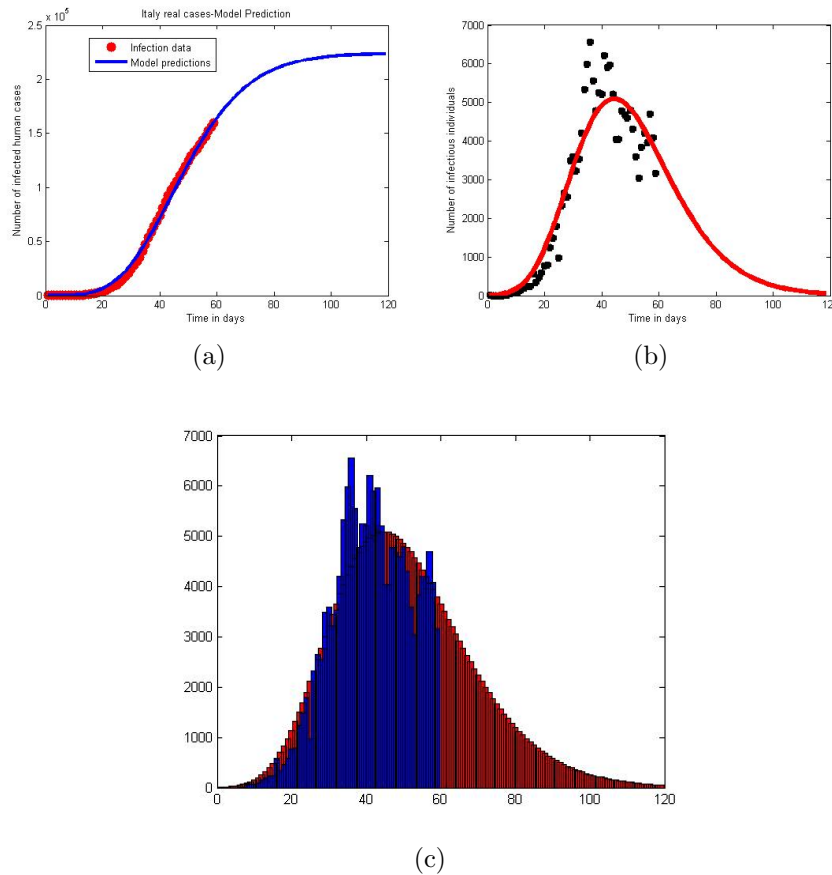 Italy real cases-Model Prediction
x 10^5
2.5
2
1.5
1
0.5
0
Infection data
Model predictions
Number of infected human cases
0 20 40 60 80 100 120
Time in days
(a)
7000
6000
5000
4000
3000
2000
1000
0
Number of infectious individuals
0 20 40 60 80 100 120
Time in days
(b)
7000
6000
5000
4000
3000
2000
1000
0
0 20 40 60 80 100 120
(c)